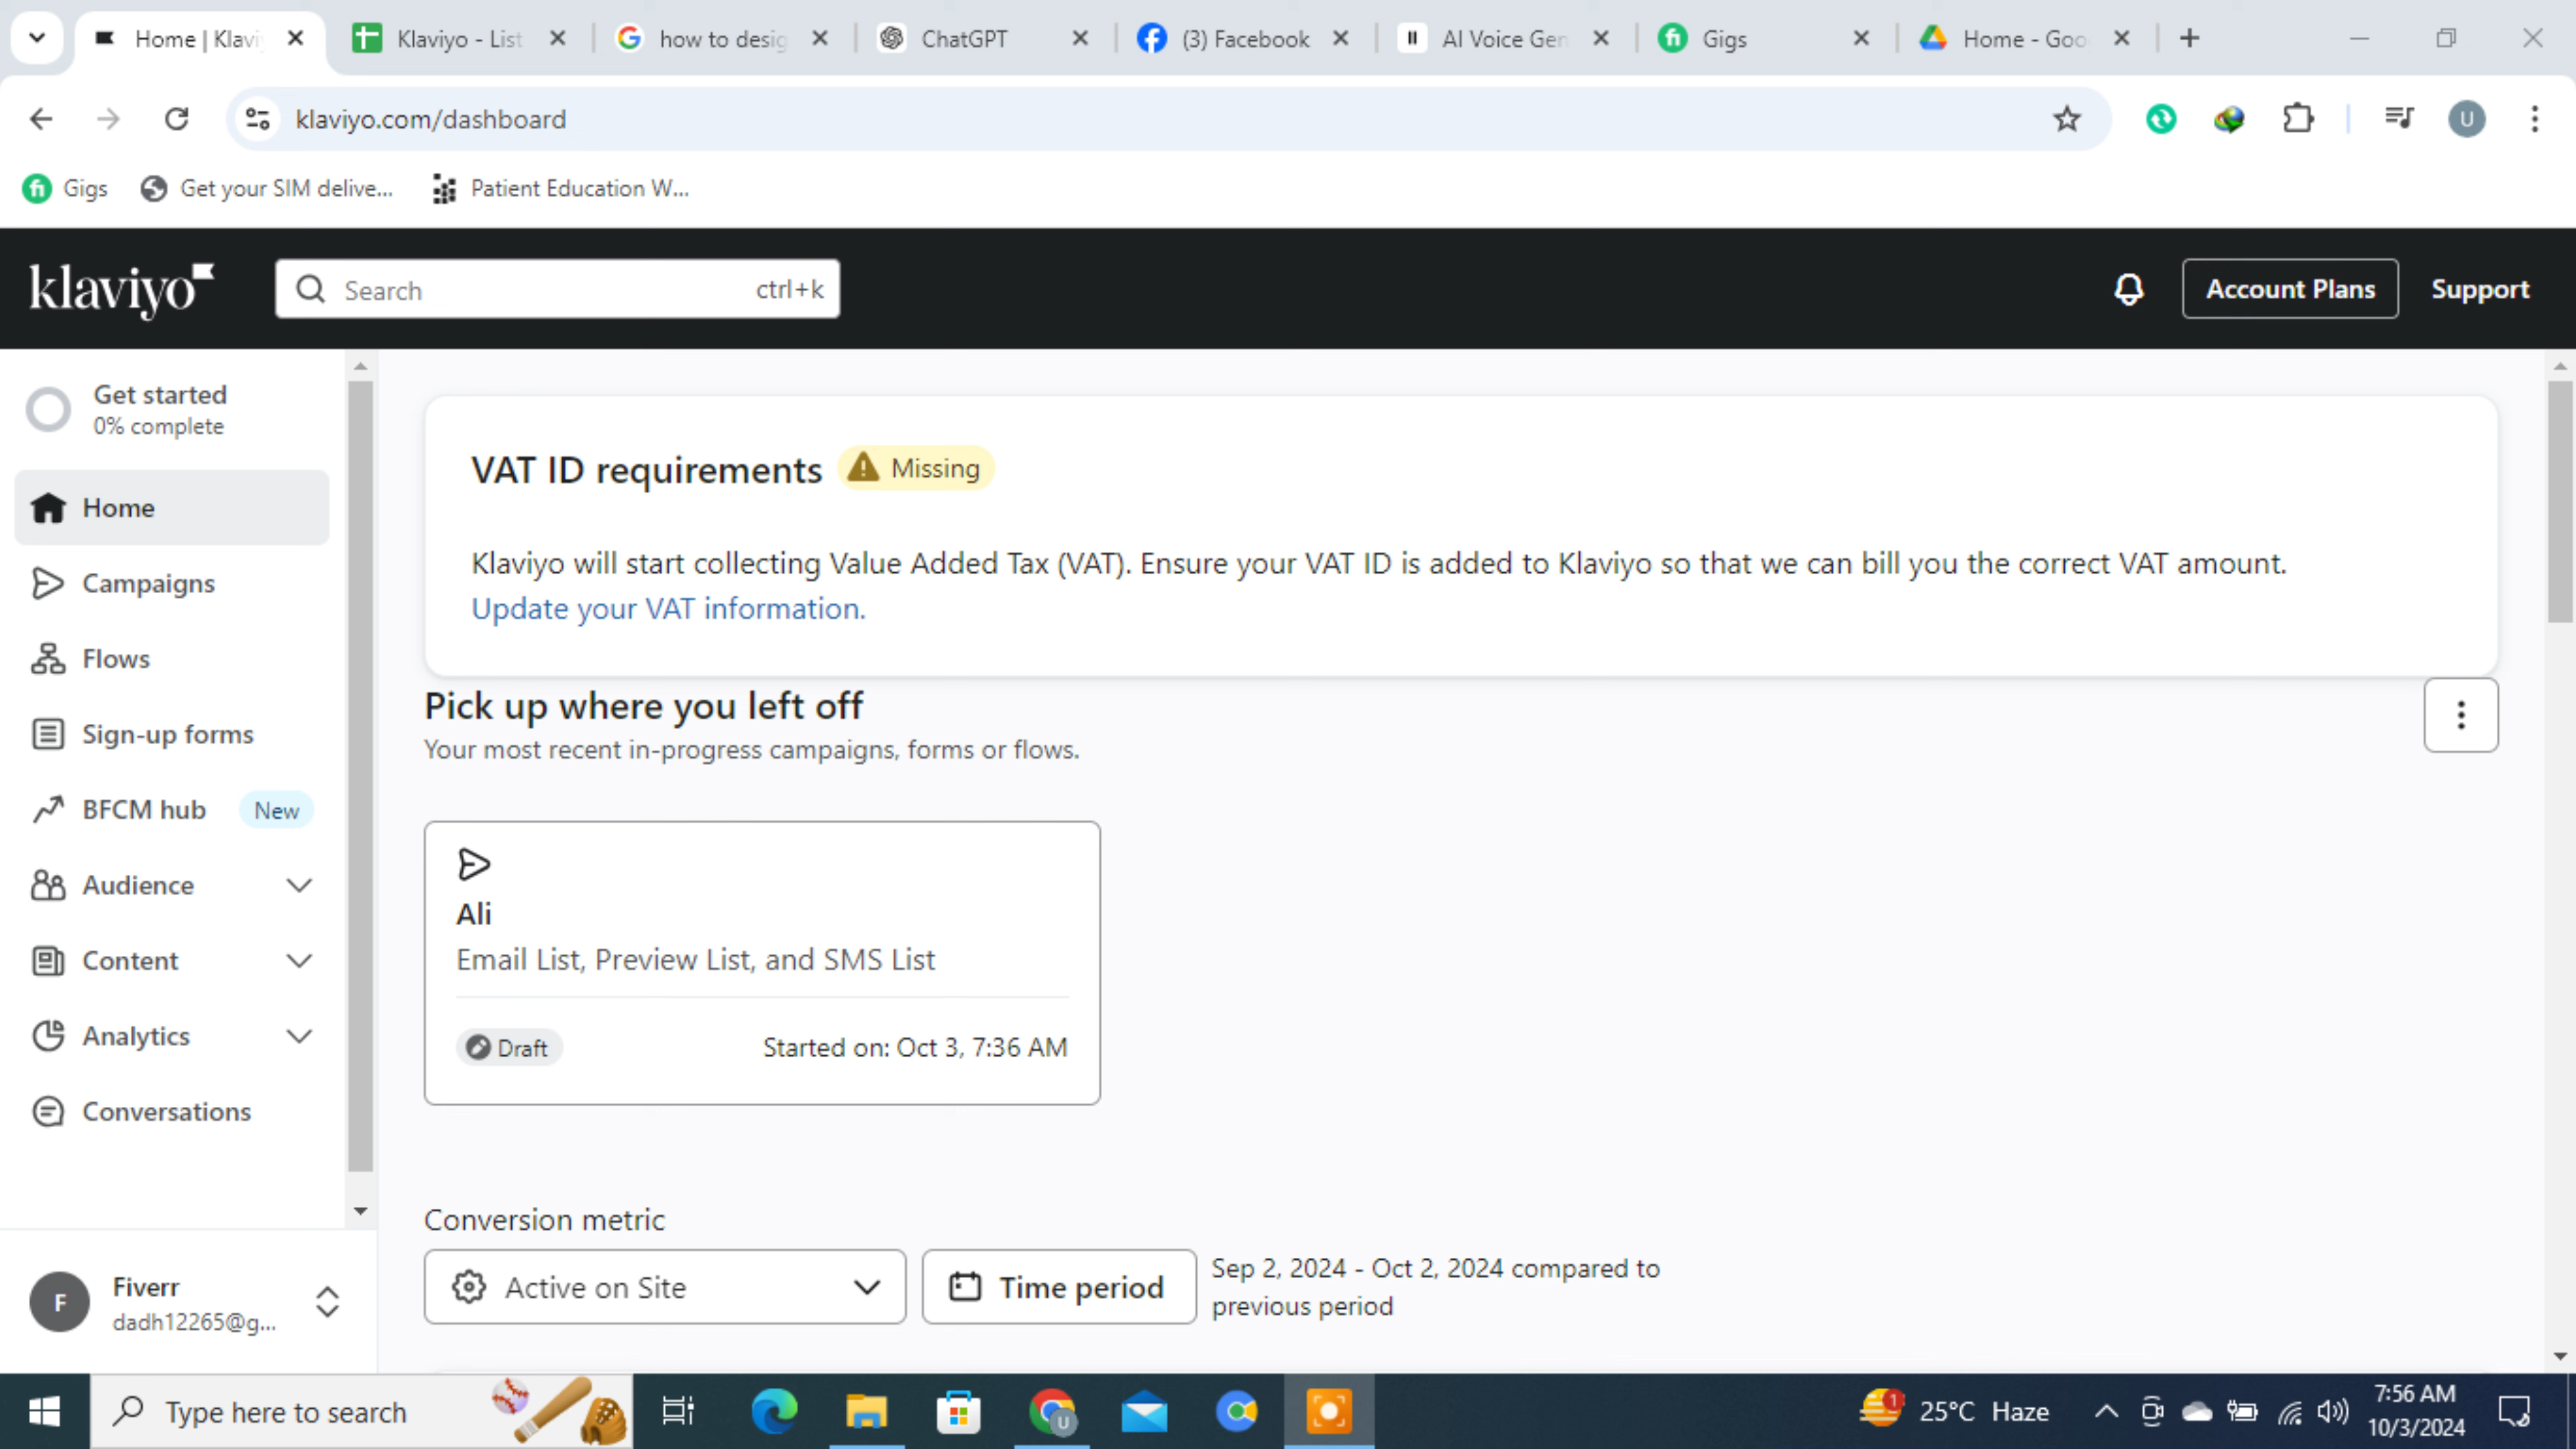 Home | Klavi
Klaviyo - List
how to desig
ChatGPT
(3) Facebook
AI Voice Gen
Gigs
Home - Goo
klaviyo.com/dashboard
U
Gigs
Get your SIM delive...
Patient Education W...
klaviyo
Search
ctrl+k
Account Plans
Support
Get started
0% complete
Home
Campaigns
Flows
Sign-up forms
BFCM hub New
Audience
Content
Analytics
Conversations
F
Fiverr
dadh12265@g...
VAT ID requirements Missing
Klaviyo will start collecting Value Added Tax (VAT). Ensure your VAT ID is added to Klaviyo so that we can bill you the correct VAT amount.
Update your VAT information.
Pick up where you left off
Your most recent in-progress campaigns, forms or flows.
Ali
Email List, Preview List, and SMS List
Draft
Started on: Oct 3, 7:36 AM
Conversion metric
Active on Site
Time period
Sep 2, 2024 - Oct 2, 2024 compared to
previous period
Type here to search
U
1
25°C Haze
7:56 AM
10/3/2024